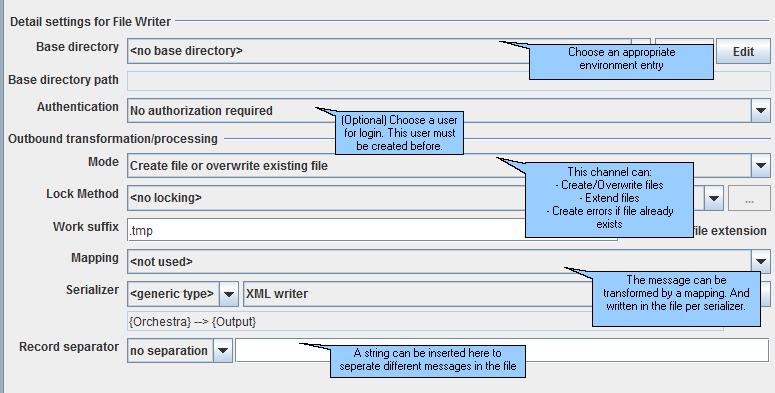 Detail settings for File Writer
Base directory <no base directory> Edit
Choose an appropriate
environment entry
Base directory path
Authentication No authorization required
(Optional) Choose a user
for login. This user must
be created before.
Outbound transformation/processing
Mode Create file or overwrite existing file
This channel can:
- Create/Overwrite files
- Extend files
- Create errors if file already
exists
Lock Method <no locking> ...
Work suffix .tmp file extension
Mapping <not used>
The message can be
transformed by a mapping. And
written in the file per serializer.
Serializer <generic type> XML writer
{Orchestra} --> {Output}
Record separator no separation
A string can be inserted here to
seperate different messages in the file